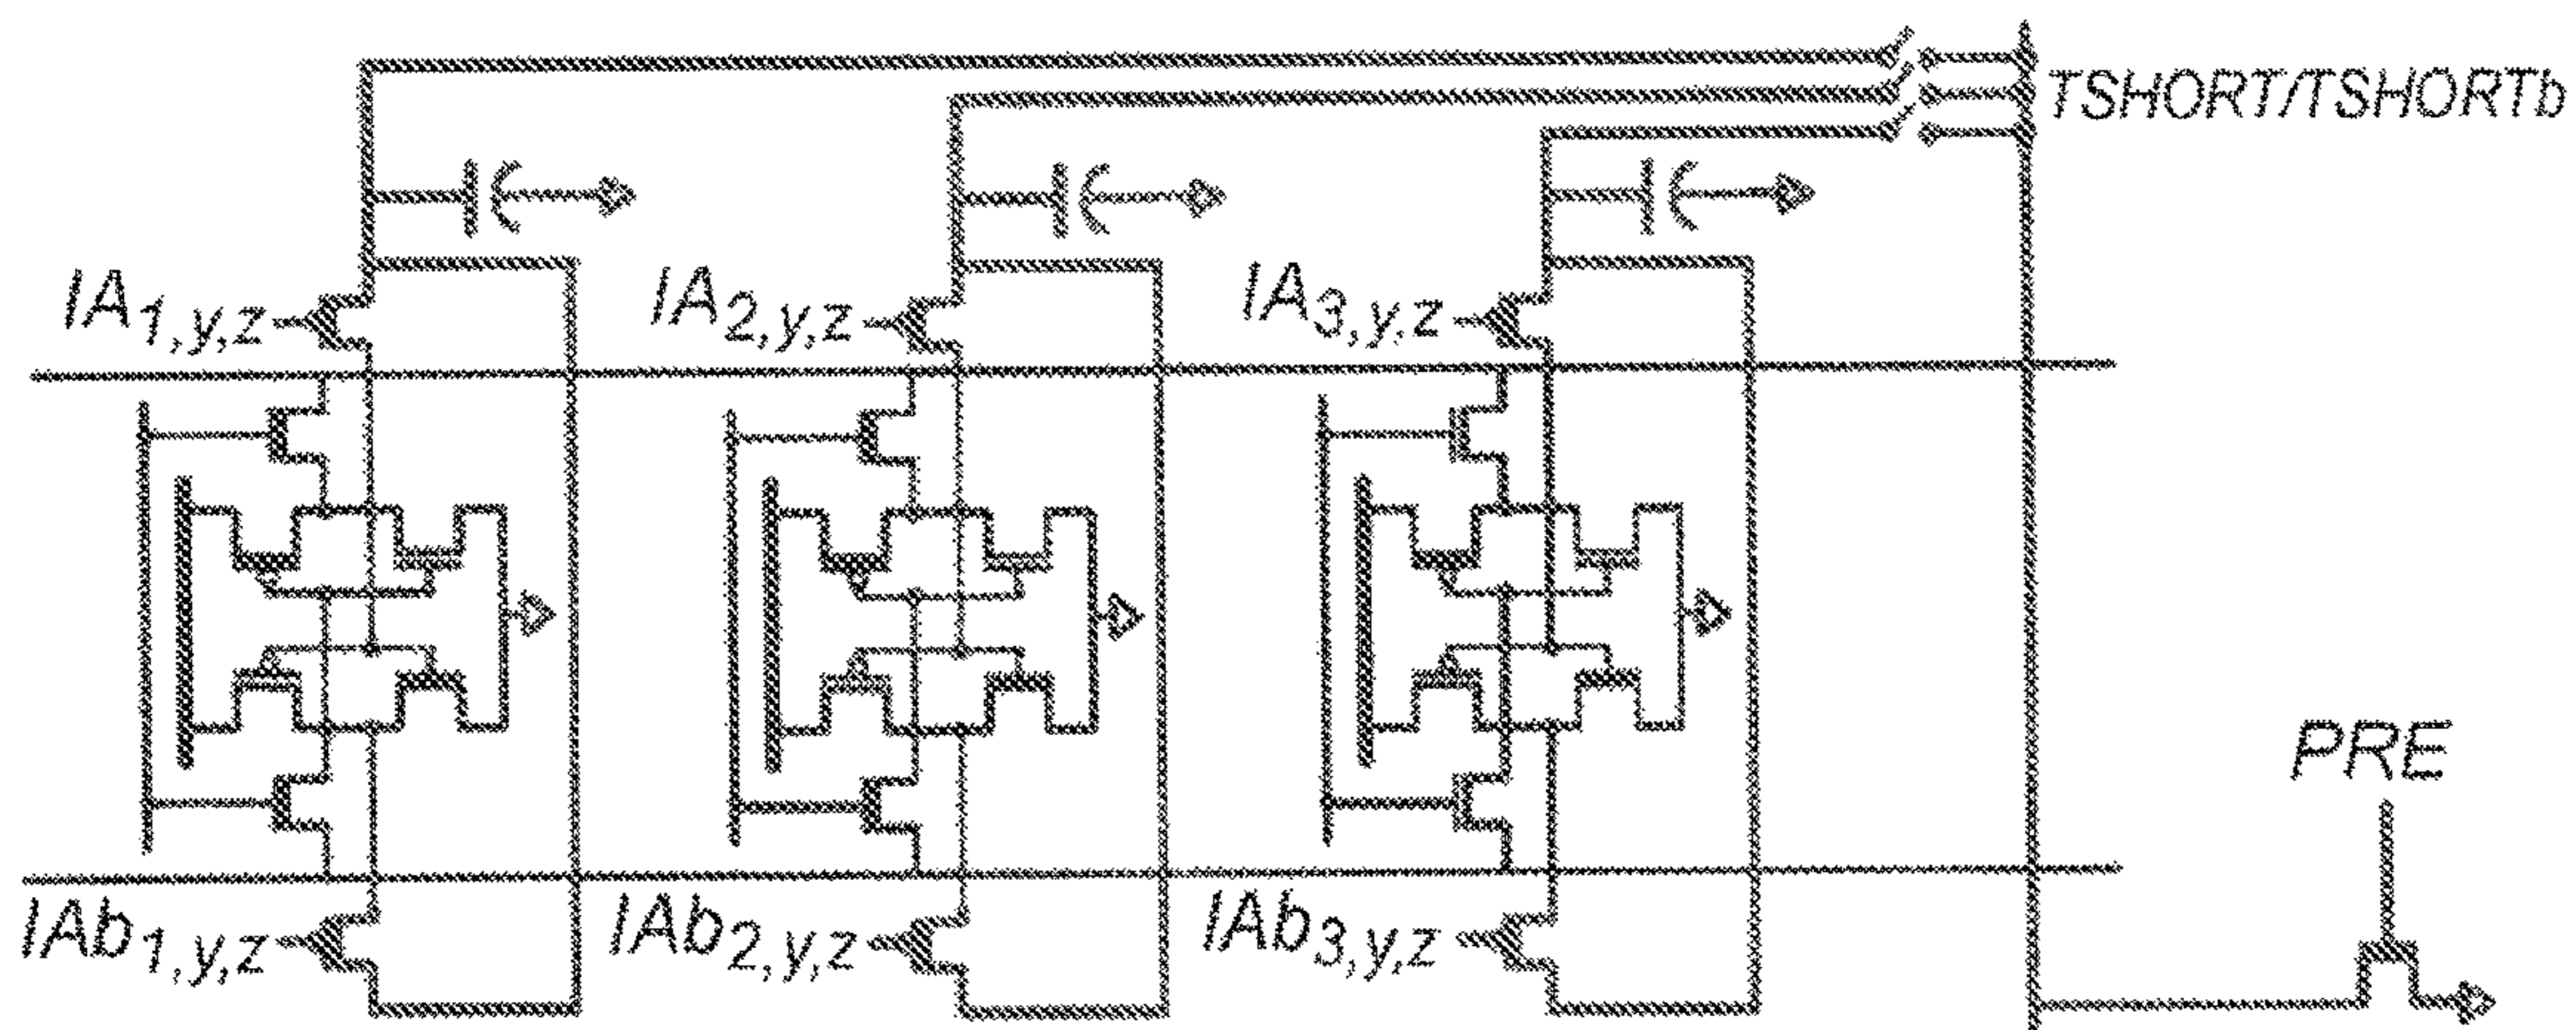 TSHORT/TSHORTb
IA1,y,z IA2,y,z IA3,y,z
PRE
IAb1,y,z IAb2,y,z IAb3,y,z